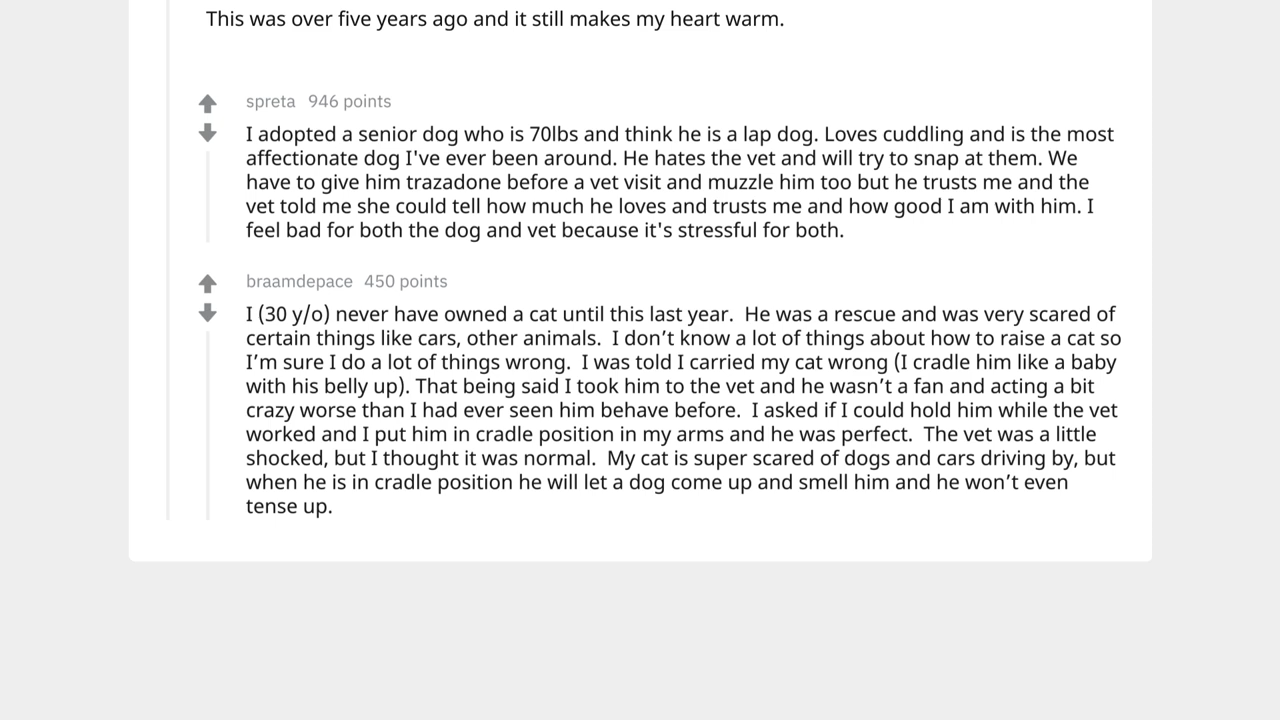 This was over five years ago and it still makes my heart warm.
spreta 946 points
I adopted a senior dog who is 70lbs and think he is a lap dog. Loves cuddling and is the most
affectionate dog I've ever been around. He hates the vet and will try to snap at them. We
have to give him trazadone before a vet visit and muzzle him too but he trusts me and the
vet told me she could tell how much he loves and trusts me and how good I am with him. I
feel bad for both the dog and vet because it's stressful for both.
braamdepace 450 points
I (30 y/o) never have owned a cat until this last year.  He was a rescue and was very scared of
certain things like cars, other animals.  I don’t know a lot of things about how to raise a cat so
I’m sure I do a lot of things wrong.  I was told I carried my cat wrong (I cradle him like a baby
with his belly up). That being said I took him to the vet and he wasn’t a fan and acting a bit
crazy worse than I had ever seen him behave before.  I asked if I could hold him while the vet
worked and I put him in cradle position in my arms and he was perfect.  The vet was a little
shocked, but I thought it was normal.  My cat is super scared of dogs and cars driving by, but
when he is in cradle position he will let a dog come up and smell him and he won’t even
tense up.